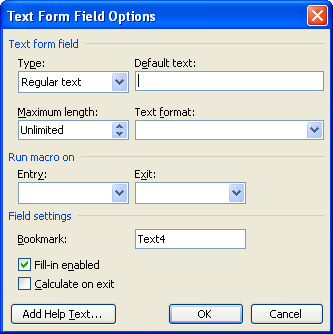 Text Form Field Options
Text form field
Type: Default text:
Regular text
Maximum length: Text format:
Unlimited
Run macro on
Entry: Exit:
Field settings
Bookmark: Text4
Fill-in enabled
Calculate on exit
Add Help Text... OK Cancel